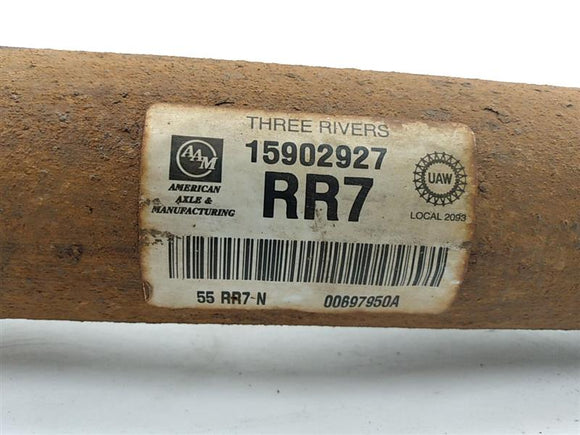 THREE RIVERS
AAM
15902927
UAW
AMERICAN
AXLE &
MANUFACTURING
RR7
LOCAL 2093
55 RR7-N
00697950A